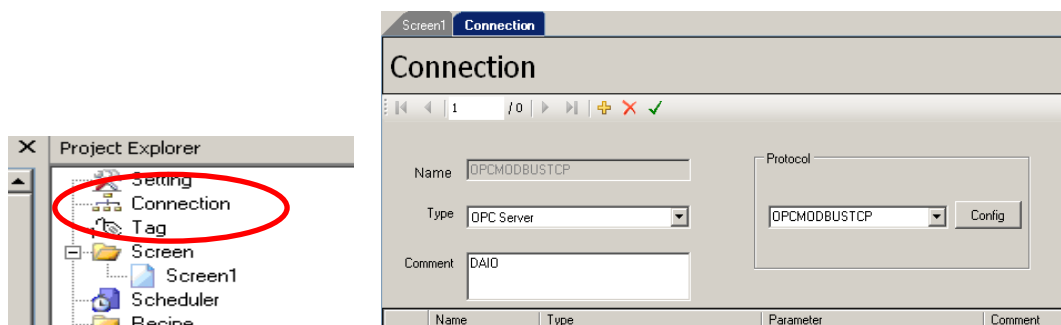 Project Explorer
Setting
Connection
Tag
Screen
Screen1
Scheduler
Recipe
Screen1 Connection
Connection
1 /0
Name OPCMODBUSTCP
Type OPC Server
Comment DAIO
Protocol
OPCMODBUSTCP Config
Name Type Parameter Comment